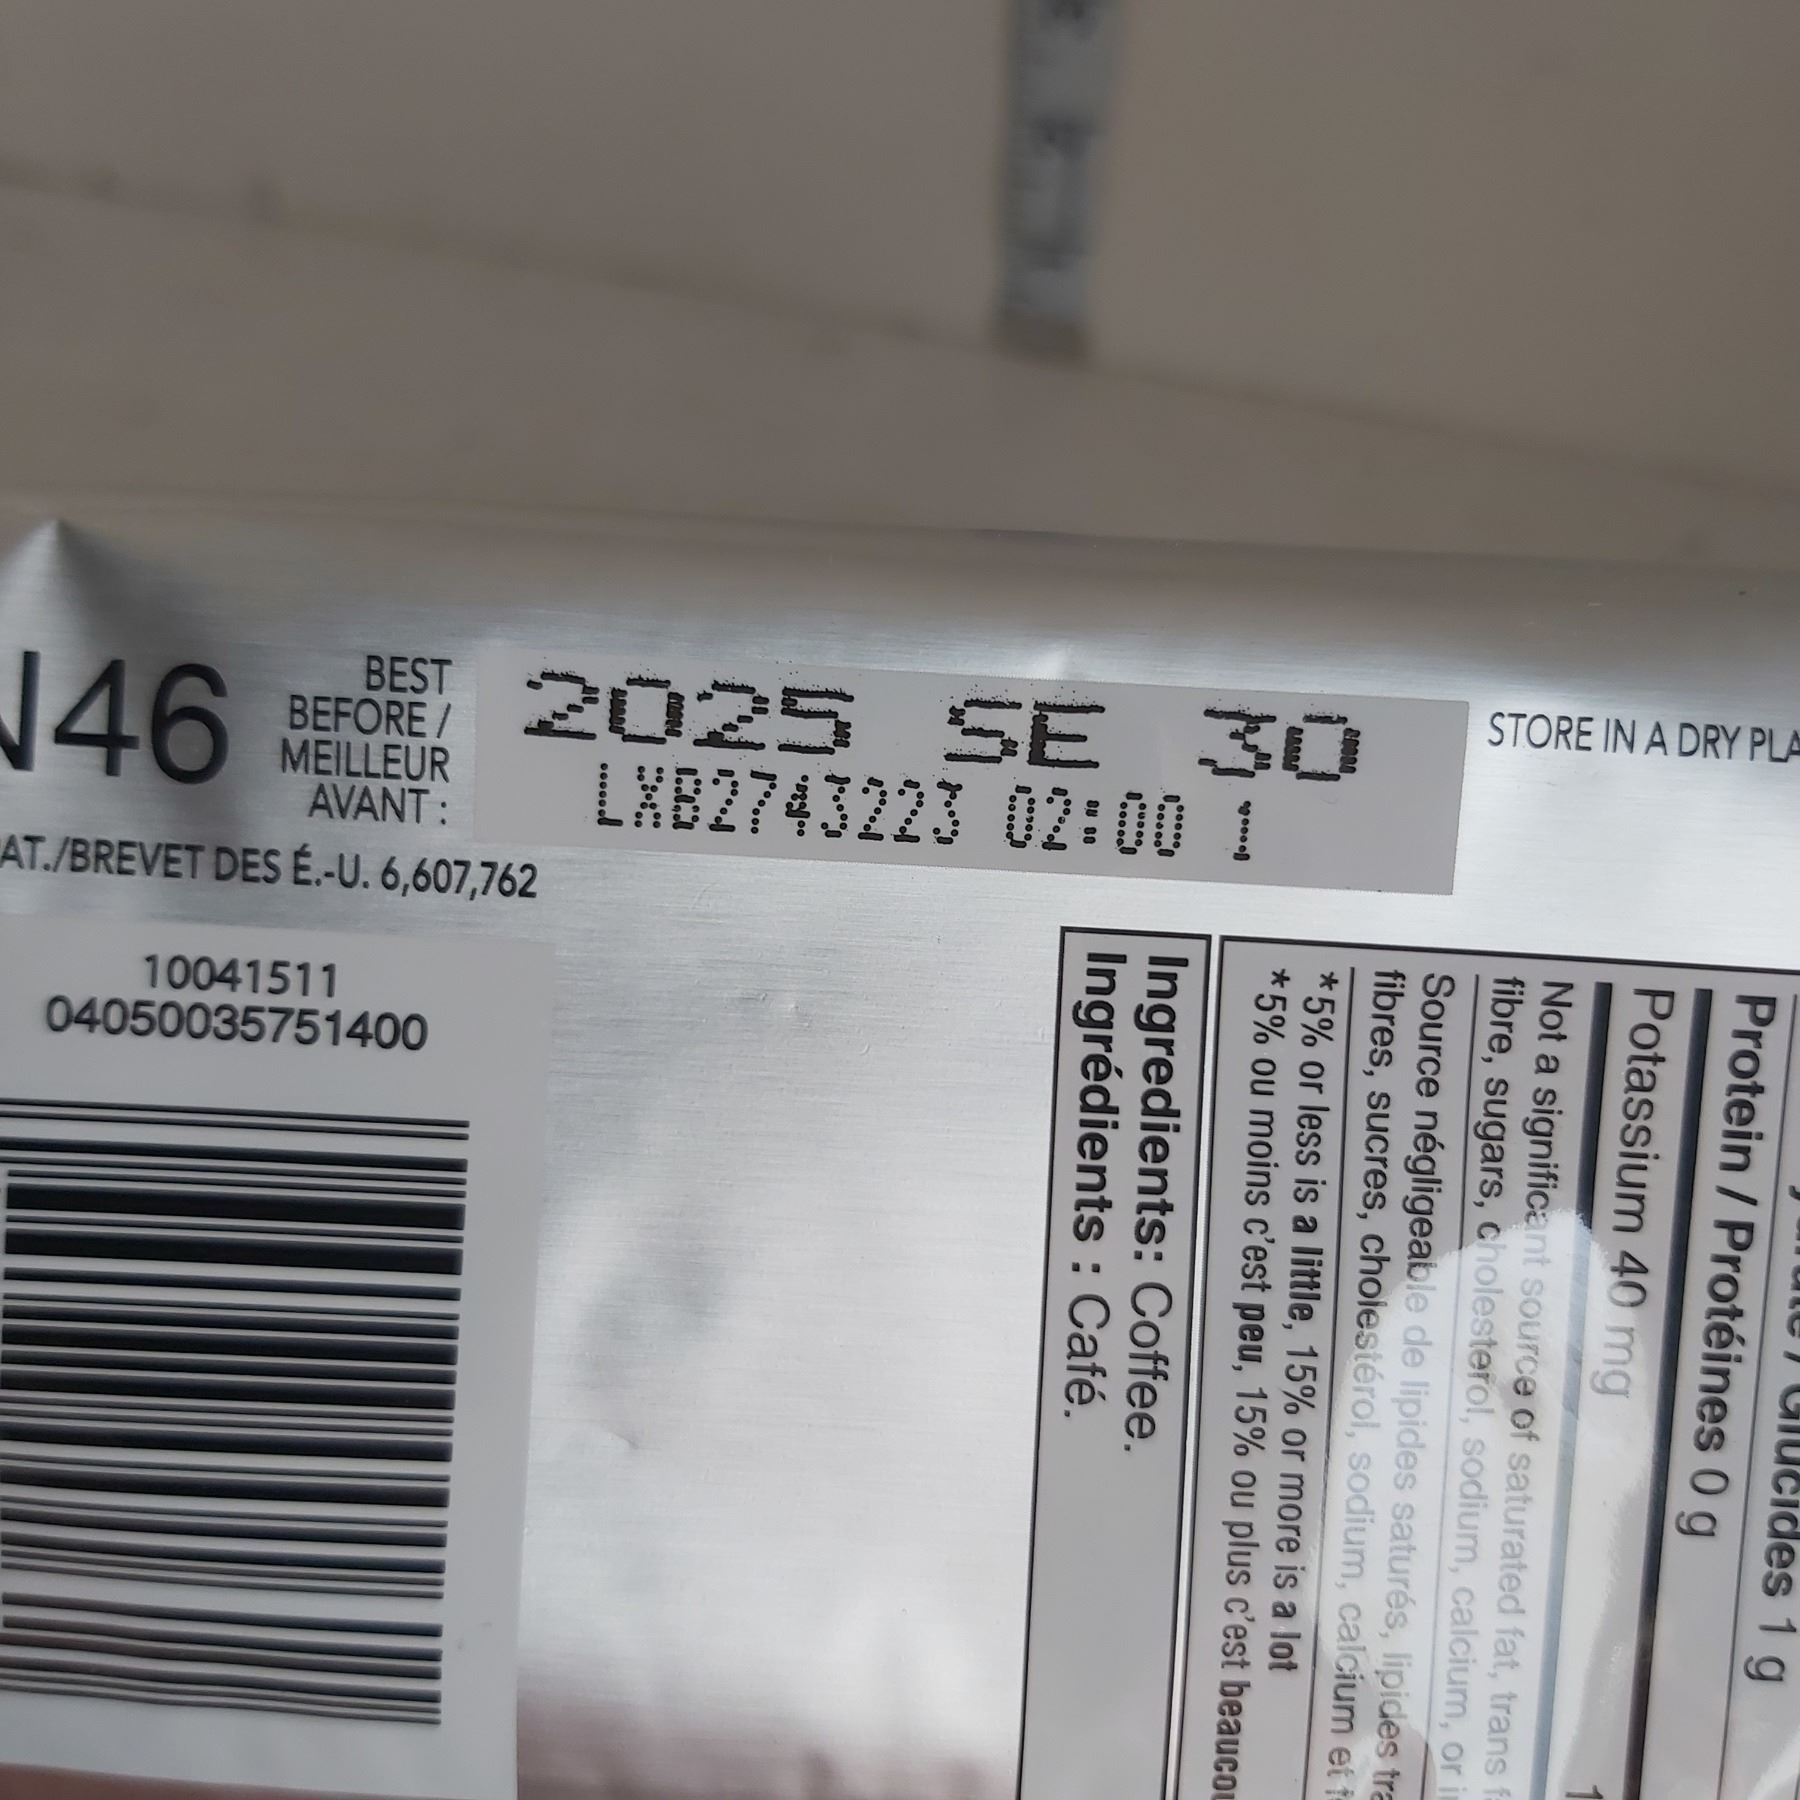 N46
BEST
BEFORE /
MEILLEUR
AVANT :
2025 SE 30
02:00 1
STORE IN A DRY
AT./BREVET DES É.-U. 6,607,762
10041511
04050035751400
Glucides 1 g
Protein / Protéines 0 g
Potassium 40 mg
Not a significant source of saturated fat, trans
fibre, sugars, cholesterol, sodium, calcium, or
Source négligeable de lipides saturés, lipides
fibres, sucres, cholestérol, sodium, calcium et
*5% or less is a little, 15% or more is a lot
*5% ou moins c'est peu, 15% ou plus c'est
Ingredients: Coffee.
Ingrédients : Café.